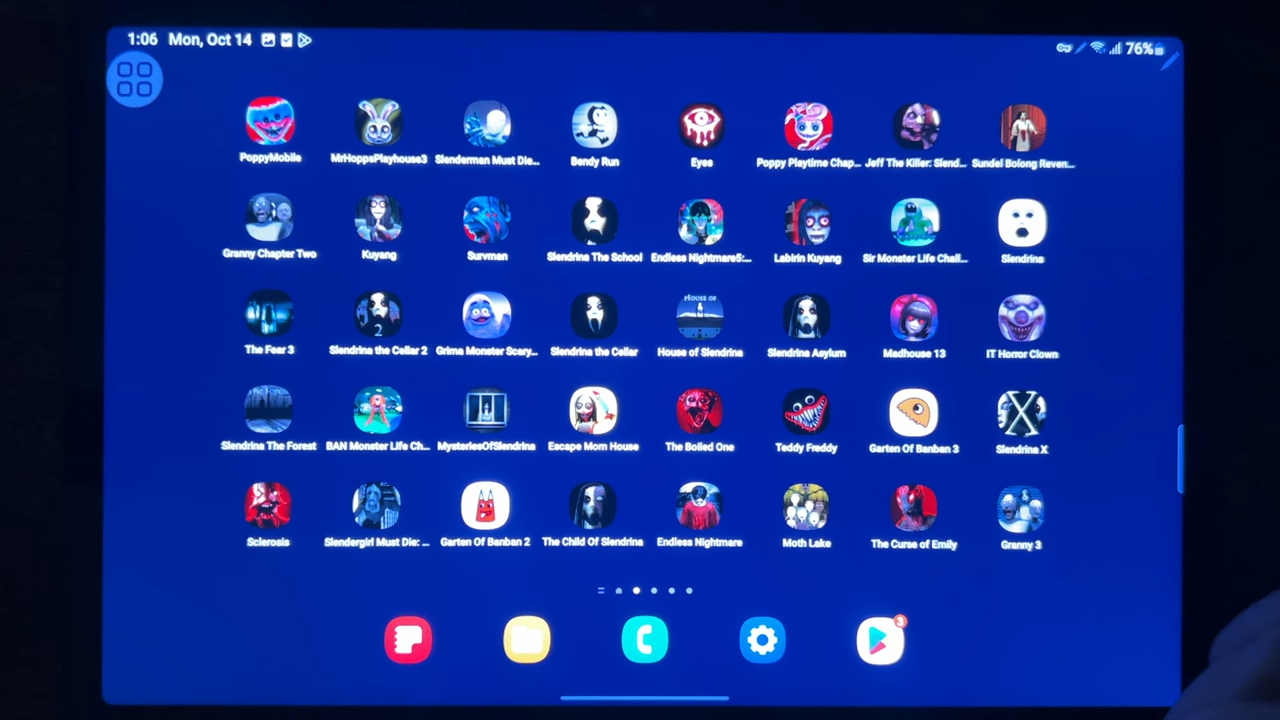 1:06 Mon, Oct 14
76%
PoppyMobile MrHoppsPlayhouse3 Slenderman Must Die... Bendy Run Eyes Poppy Playtime Chap... Jeff The Killer: Slend... Sundel Bolong Reven...
Granny Chapter Two Kuyang Survman Slendrina The School Endless Nightmare5:... Labirin Kuyang Sir Monster Life Chall... Slendrina
HOUSE OF
2
The Fear 3 Slendrina the Cellar 2 Grima Monster Scary... Slendrina the Cellar House of Slendrina Slendrina Asylum Madhouse 13 IT Horror Clown
X
Slendrina The Forest BAN Monster Life Ch... MysteriesOfSlendrina Escape Mom House The Boiled One Teddy Freddy Garten Of Banban 3 Slendrina X
Sclerosis Slendergirl Must Die: ... Garten Of Banban 2 The Child Of Slendrina Endless Nightmare Moth Lake The Curse of Emily Granny 3
3